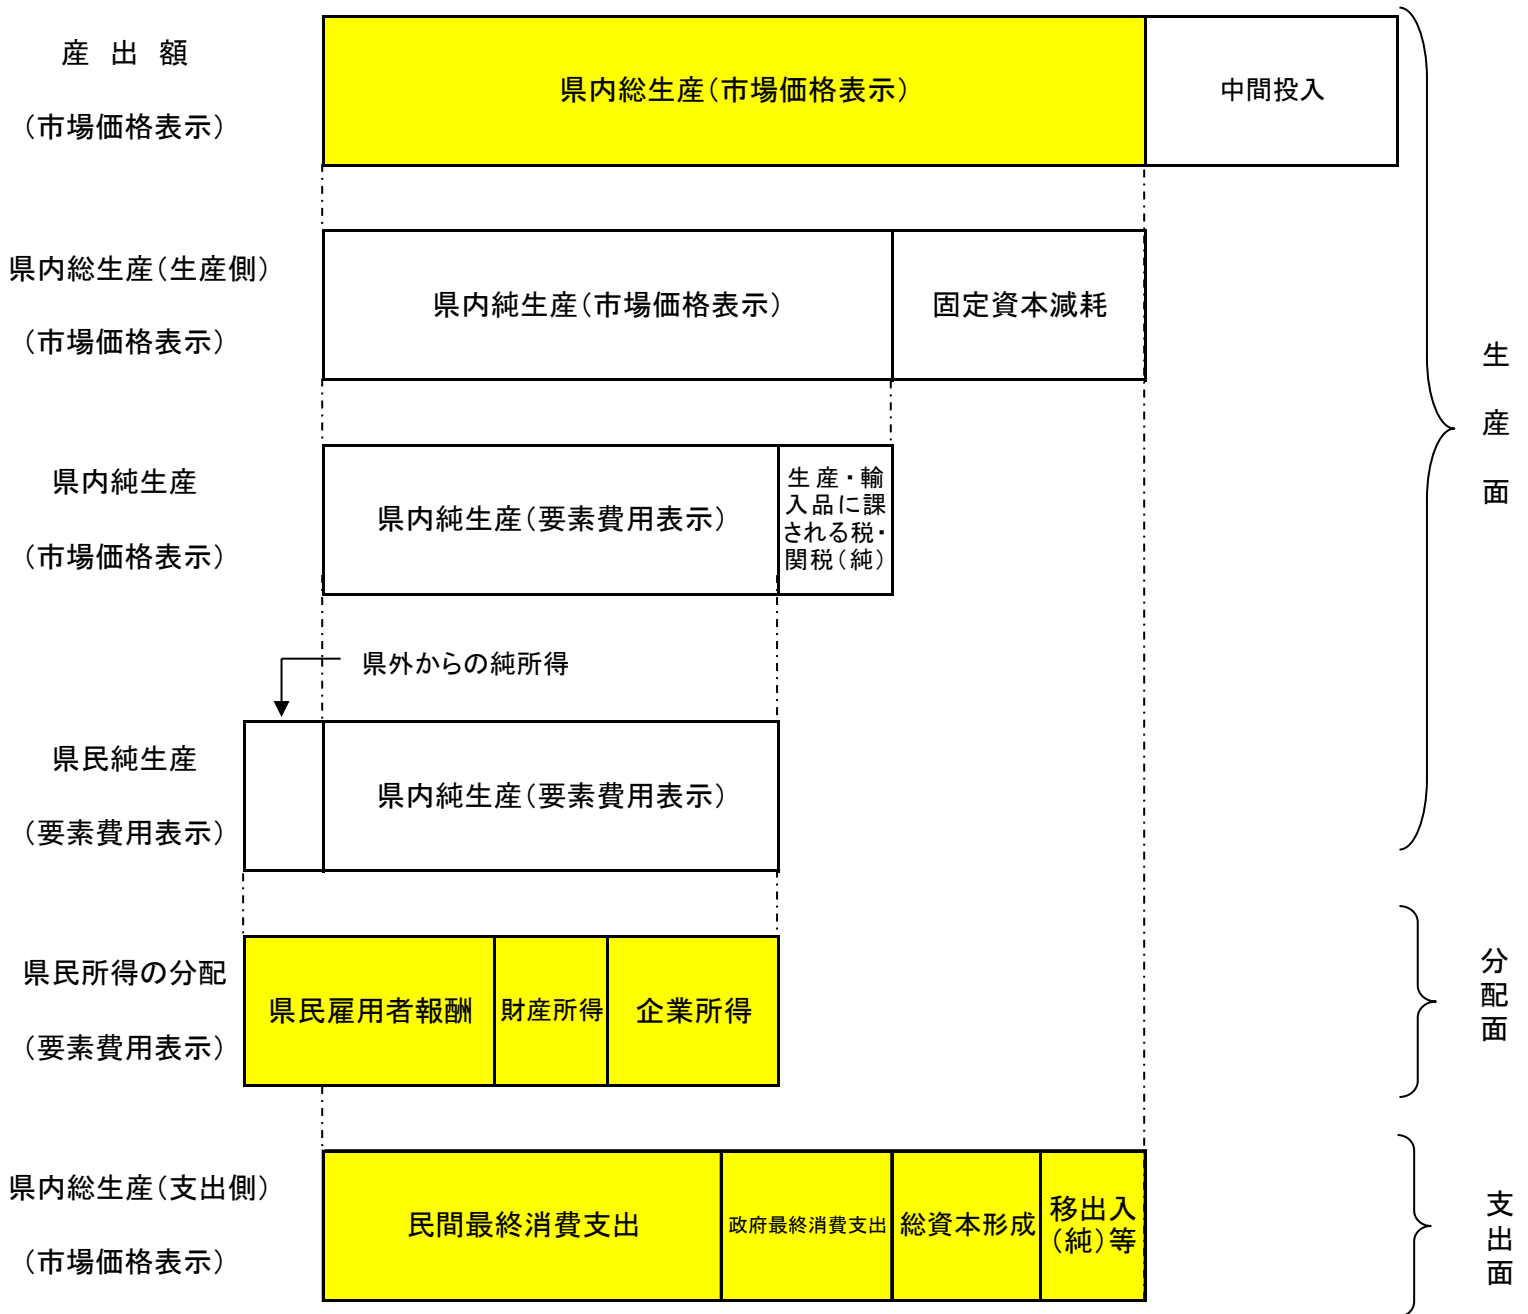 産 出 額
（市場価格表示）
県内総生産（市場価格表示）
中間投入
県内総生産（生産側）
（市場価格表示）
県内純生産（市場価格表示）
固定資本減耗
県内純生産
（市場価格表示）
県内純生産（要素費用表示）
生産・輸
入品に課
される税・
関税（純）
県外からの純所得
県民純生産
（要素費用表示）
県内純生産（要素費用表示）
生
産
面
県民所得の分配
（要素費用表示）
県民雇用者報酬
財産所得
企業所得
分
配
面
県内総生産（支出側）
（市場価格表示）
民間最終消費支出
政府最終消費支出
総資本形成
移出入
（純）等
支
出
面